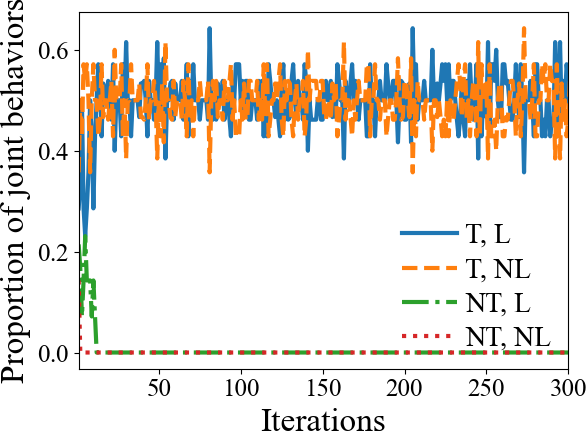 Proportion of joint behaviors
0.6
0.4
0.2
0.0
T, L
T, NL
NT, L
NT, NL
50 100 150 200 250 300
Iterations